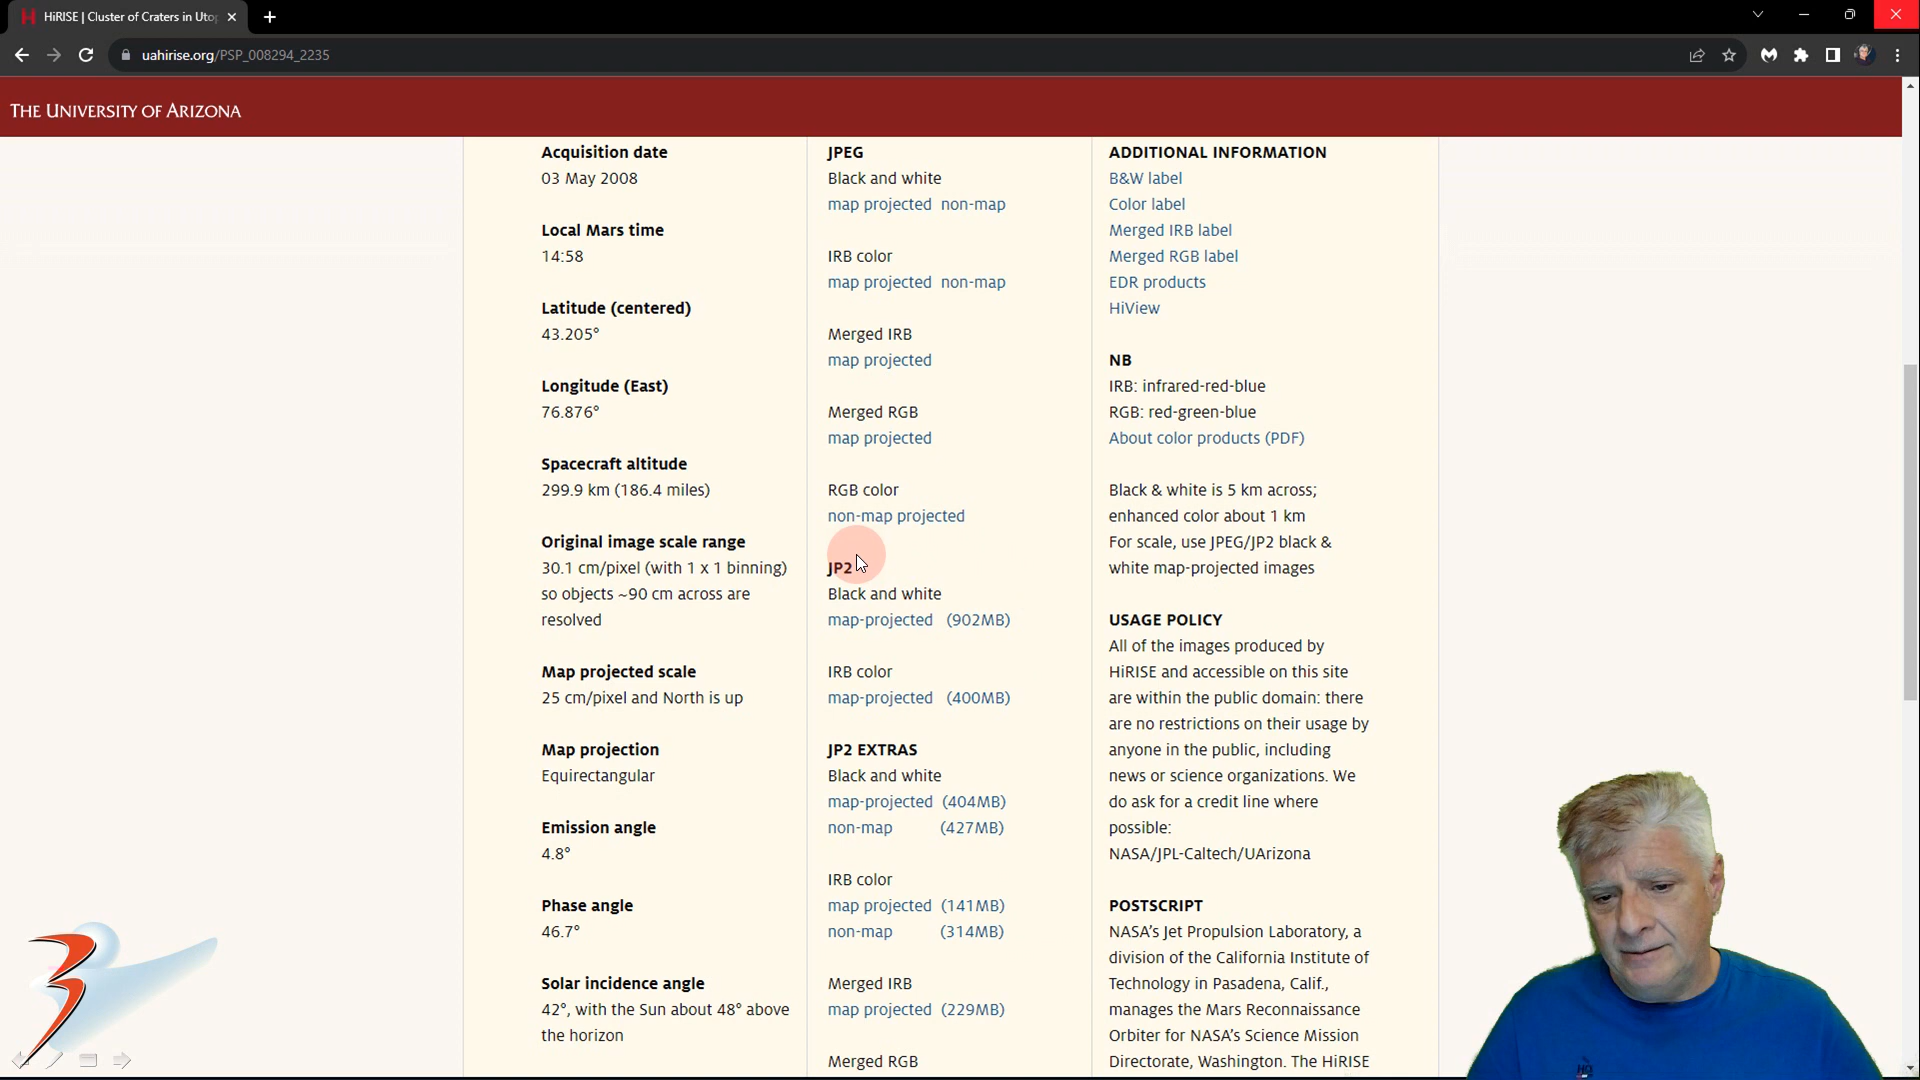 HiRISE | Cluster of Craters in Uto
uahirise.org/PSP_008294_2235
THE UNIVERSITY OF ARIZONA
Acquisition date
03 May 2008
Local Mars time
14:58
Latitude (centered)
43.205°
Longitude (East)
76.876°
Spacecraft altitude
299.9 km (186.4 miles)
Original image scale range
30.1 cm/pixel (with 1 x 1 binning)
so objects ~90 cm across are
resolved
Map projected scale
25 cm/pixel and North is up
Map projection
Equirectangular
Emission angle
4.8°
Phase angle
46.7°
Solar incidence angle
42°, with the Sun about 48° above
the horizon
JPEG
Black and white
map projected non-map
IRB color
map projected non-map
Merged IRB
map projected
Merged RGB
map projected
RGB color
non-map projected
JP2
Black and white
map-projected (902MB)
IRB color
map-projected (400MB)
JP2 EXTRAS
Black and white
map-projected (404MB)
non-map (427MB)
IRB color
map projected (141MB)
non-map (314MB)
Merged IRB
map projected (229MB)
Merged RGB
ADDITIONAL INFORMATION
B&W label
Color label
Merged IRB label
Merged RGB label
EDR products
HiView
NB
IRB: infrared-red-blue
RGB: red-green-blue
About color products (PDF)
Black & white is 5 km across;
enhanced color about 1 km
For scale, use JPEG/JP2 black &
white map-projected images
USAGE POLICY
All of the images produced by
HiRISE and accessible on this site
are within the public domain: there
are no restrictions on their usage by
anyone in the public, including
news or science organizations. We
do ask for a credit line where
possible:
NASA/JPL-Caltech/UArizona
POSTSCRIPT
NASA's Jet Propulsion Laboratory, a
division of the California Institute of
Technology in Pasadena, Calif.,
manages the Mars Reconnaissance
Orbiter for NASA's Science Mission
Directorate, Washington. The HiRISE